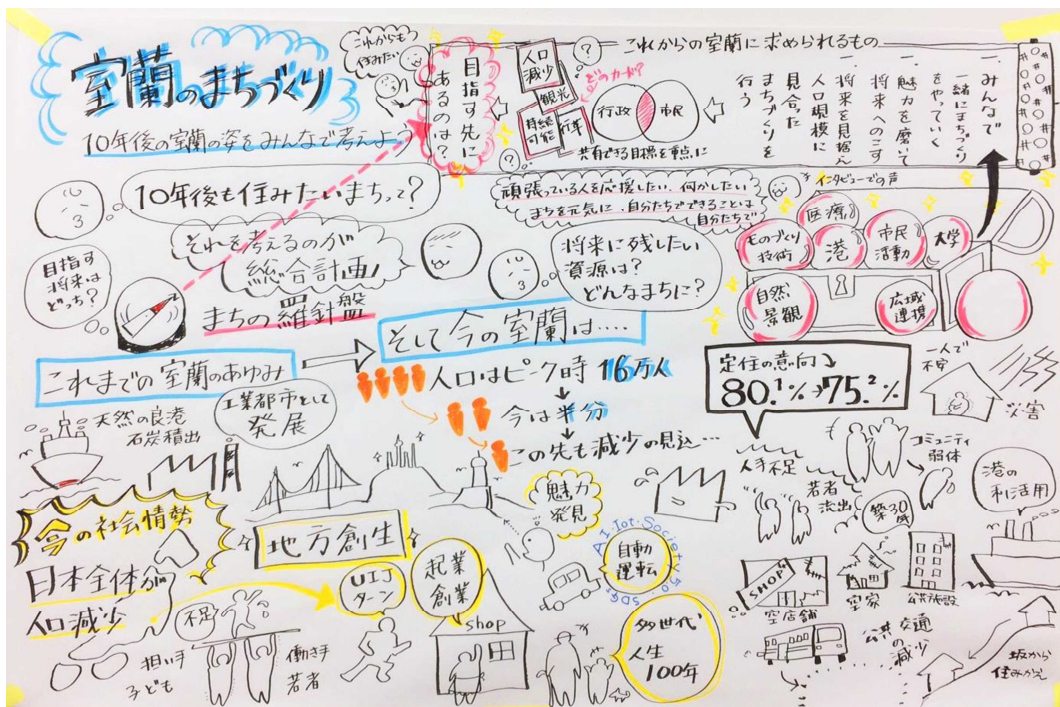 室蘭のまちづくり
10年後の室蘭の姿をみんなで考えよう
これからも
住みたい
目指す先に
あるのは?
人口
減少
観光
持続
可能
行革
どのカード?
行政
市民
共有できる目標を重点に
これからの室蘭に求められるもの
一、みんなで
一緒にまちづくり
をやっていく
一、魅力を磨いて
将来へのこす
一、将来を見据え
人口規模に
見合った
まちづくりを
行う
10年後も住みたいまちって?
それを考えるのが
総合計画
目指す
将来は
どっち?
まちの羅針盤
頑張っている人を応援したい、何かしたい
まちを元気に、自分たちでできることは
自分たちで
インタビューでの声
将来に残したい
資源は?
どんなまちに?
医療
ものづくり
技術
港
市民
活動
大学
自然
景観
広域
連携
これまでの室蘭のあゆみ
そして今の室蘭は....
天然の良港
石炭積出
工業都市として
発展
人口はピーク時 16万人
今は半分
この先も減少の見込...
定住の意向
80.1%→75.2%
一人で
不安
災害
人手不足
若者
流出
コミュニティ
弱体
港の
利活用
築30年
SHOP
空店舗
空家
公共施設
公共交通
の減少
坂から
住みかえ
今の社会情勢
日本全体が
人口減少
地方創生
魅力
発見
UIJ
ターン
起業
創業
shop
AI・Iot・Society5.0・SDGs
自動
運転
多世代
人生
100年
不足
担い手
子ども
働き手
若者